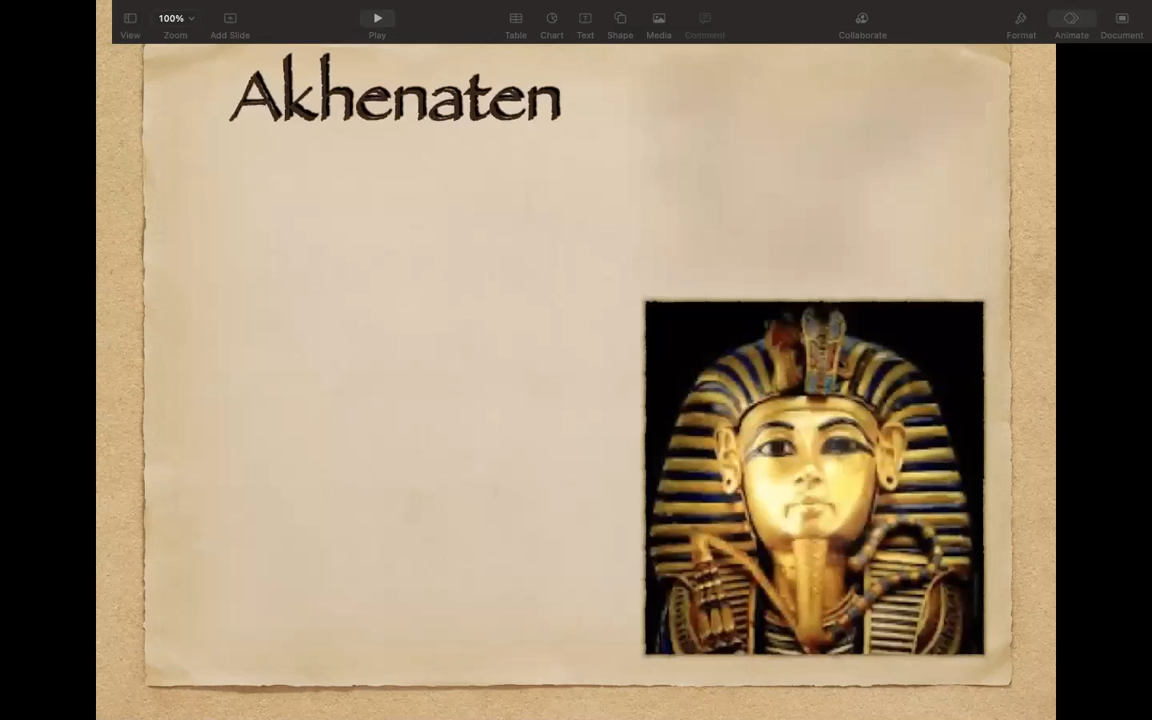 100%
View
Zoom
Add Slide
Play
Table
Chart
Text
Shape
Media
Comment
Collaborate
Format
Animate
Document
Akhenaten